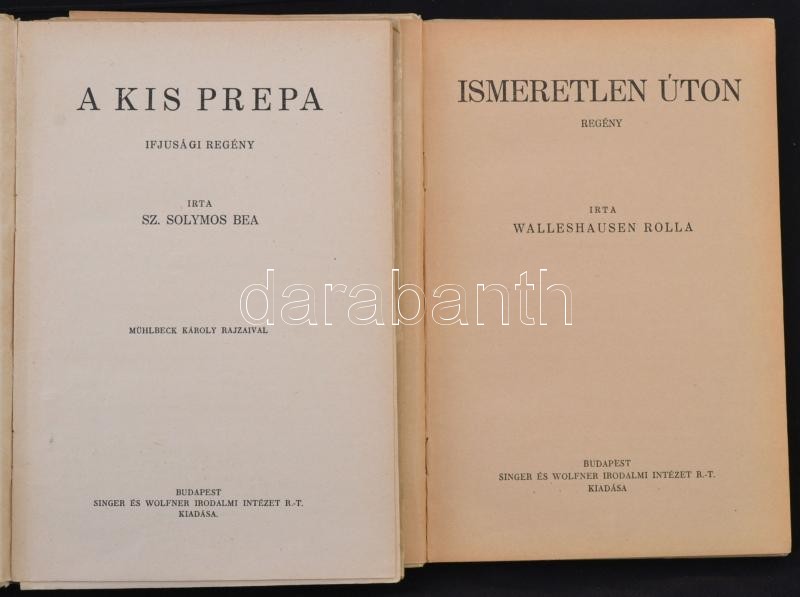 A KIS PREPA
IFJUSÁGI REGÉNY
IRTA
SZ. SOLYMOS BEA
MÜHLBECK KÁROLY RAJZAIVAL
BUDAPEST
SINGER ÉS WOLFNER IRODALMI INTÉZET R.-T.
KIADÁSA.
ISMERETLEN ÚTON
REGÉNY
IRTA
WALLESHAUSEN ROLLA
BUDAPEST
SINGER ÉS WOLFNER IRODALMI INTÉZET R.-T.
KIADÁSA
darabanth